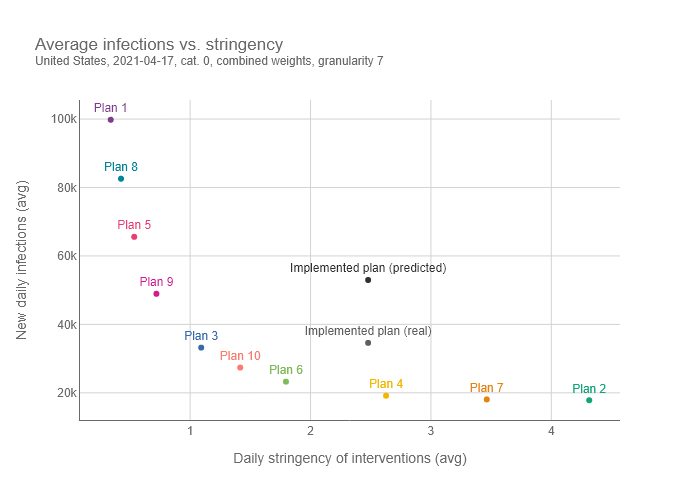 Average infections vs. stringency
United States, 2021-04-17, cat. 0, combined weights, granularity 7
Plan 1
100k
Plan 8
80k
Plan 5
60k
Implemented plan (predicted)
Plan 9
40k
Implemented plan (real)
Plan 3
Plan 10
Plan 6
Plan 4
Plan 7
Plan 2
20k
New daily infections (avg)
1
2
3
4
Daily stringency of interventions (avg)